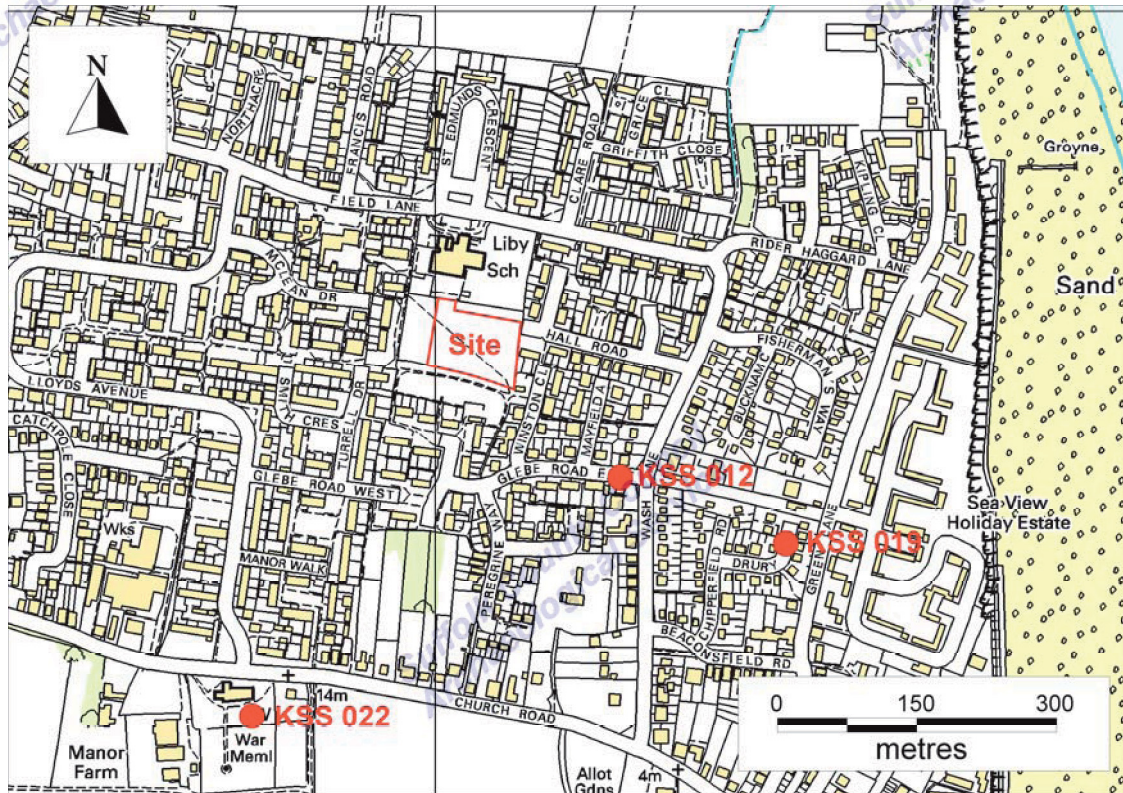 N
NORTHACRE
FRANCIS ROAD
ST EDMUNDS CRESCENT
CLARE ROAD
GRICE CL
GRIFFITH CLOSE
KIPLING C
Groyne
FIELD LANE
Liby
Sch
RIDER HAGGARD LANE
Sand
McLEAN DR
Site
HALL ROAD
FISHERMAN'S WAY
BUCKNAM C
LLOYDS AVENUE
SMITH CRES
TURRELL DR
WINSTON CL
MAYFIELD A
CATCHPOLE CLOSE
GLEBE ROAD WEST
GLEBE ROAD E
KSS 012
WASH
NE
Sea View
Holiday Estate
Wks
PEREGRINE WAY
CHIPPERFIELD RD
KSS 019
DRURY
GREEN LANE
MANOR WALK
BEACONSFIELD RD
14m
CHURCH ROAD
KSS 022
War
Meml
Manor
Farm
Allot
Gdns
4m
0 150 300
metres